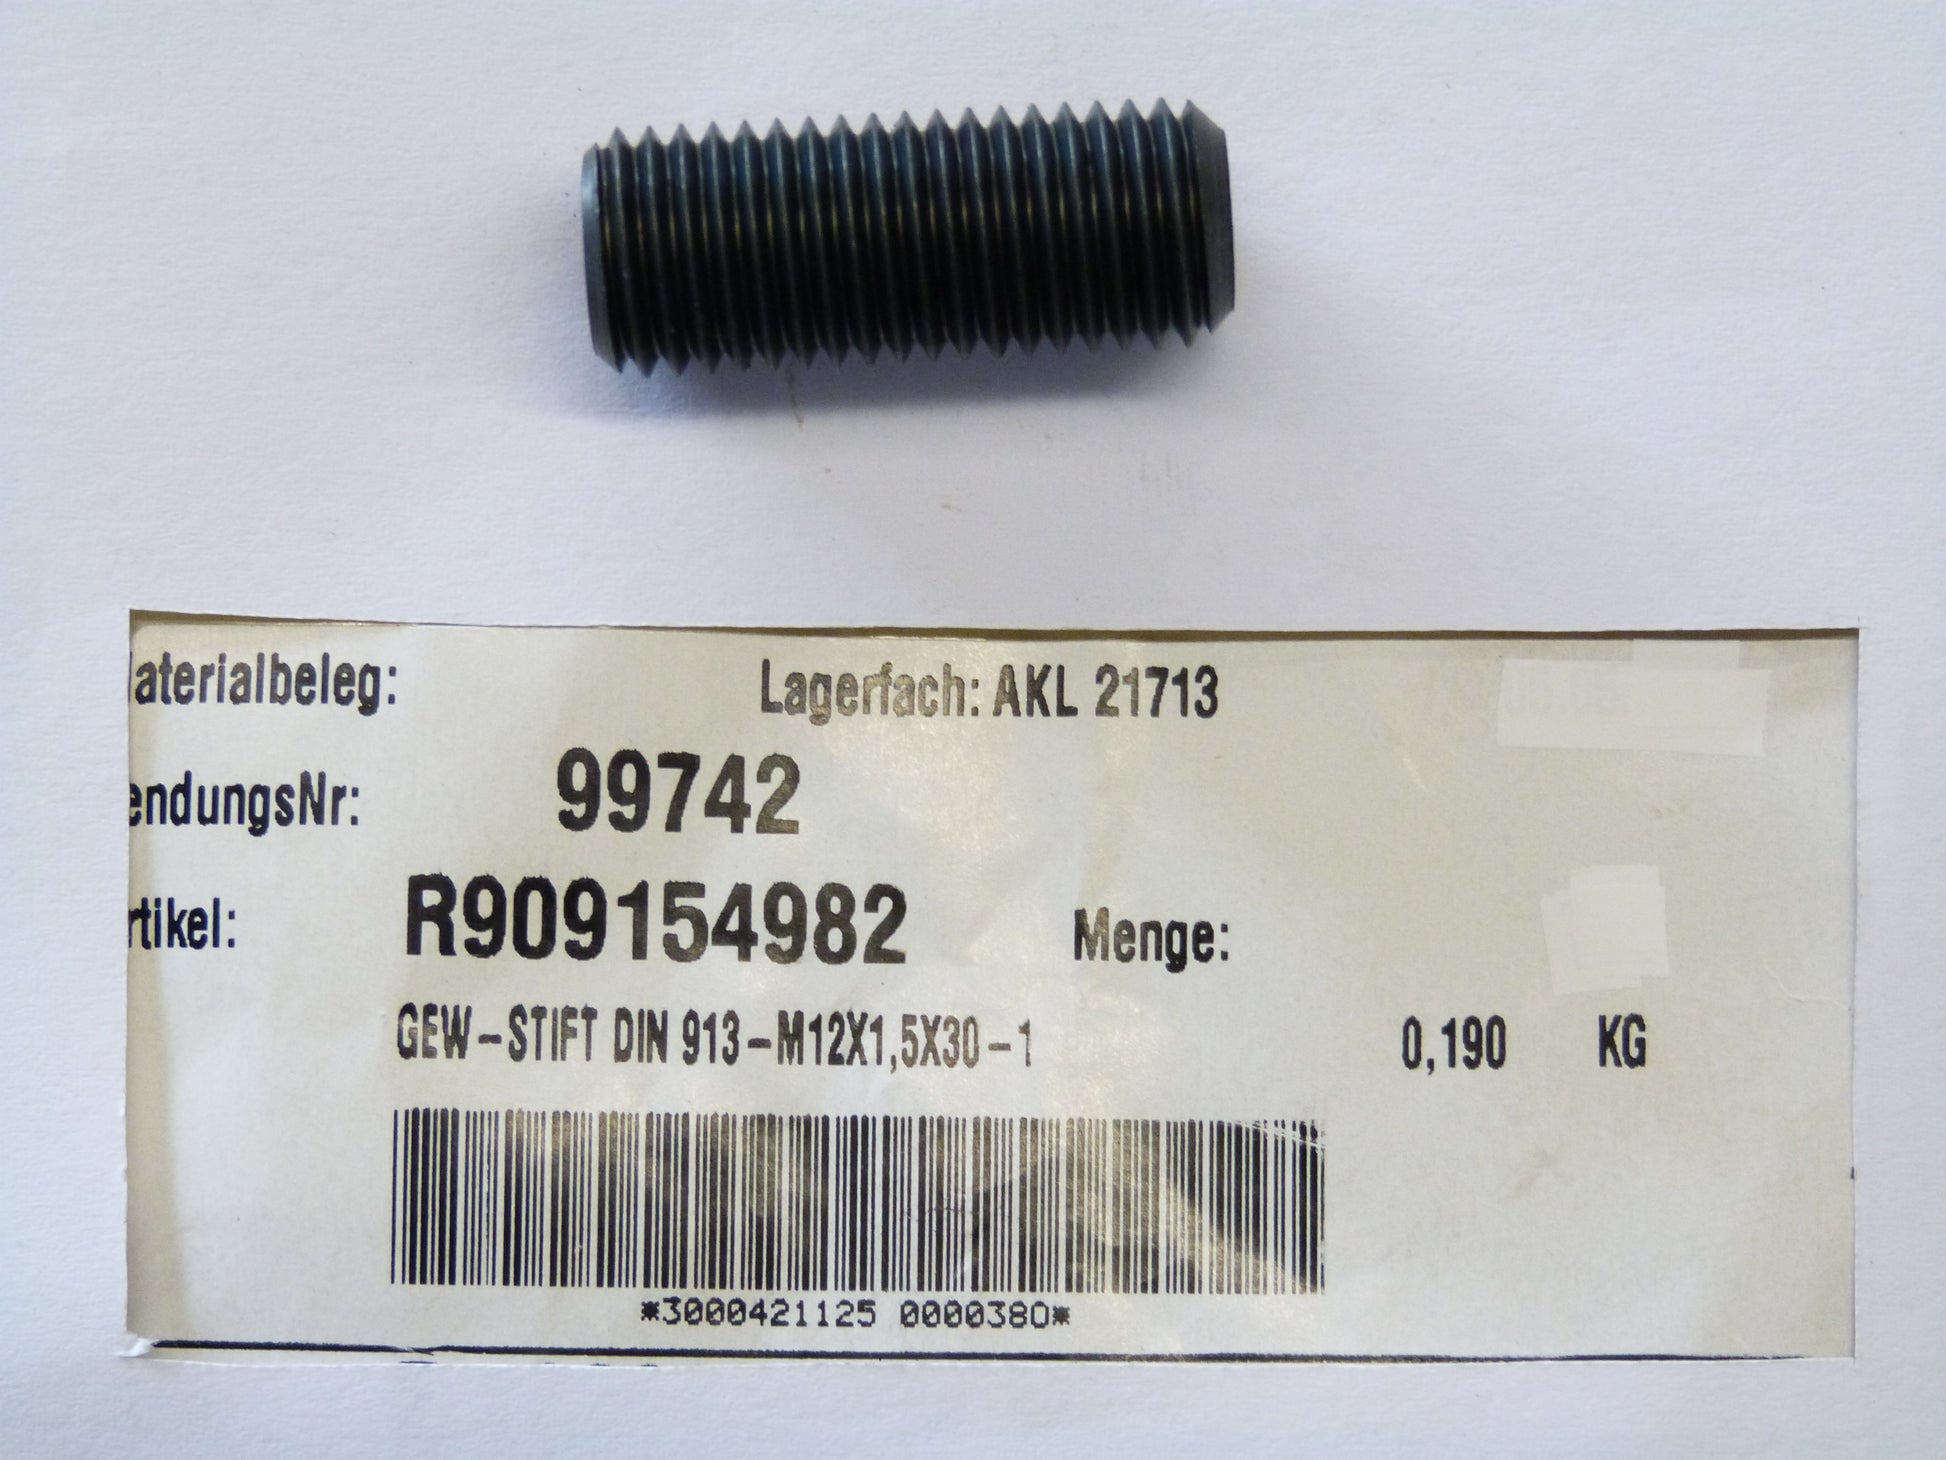 aterialbeleg: Lagerfach: AKL 21713
endungsNr: 99742
rtikel: R909154982 Menge:
GEW-STIFT DIN 913-M12X1,5X30-1 0,190 KG
*3000421125 0000380*